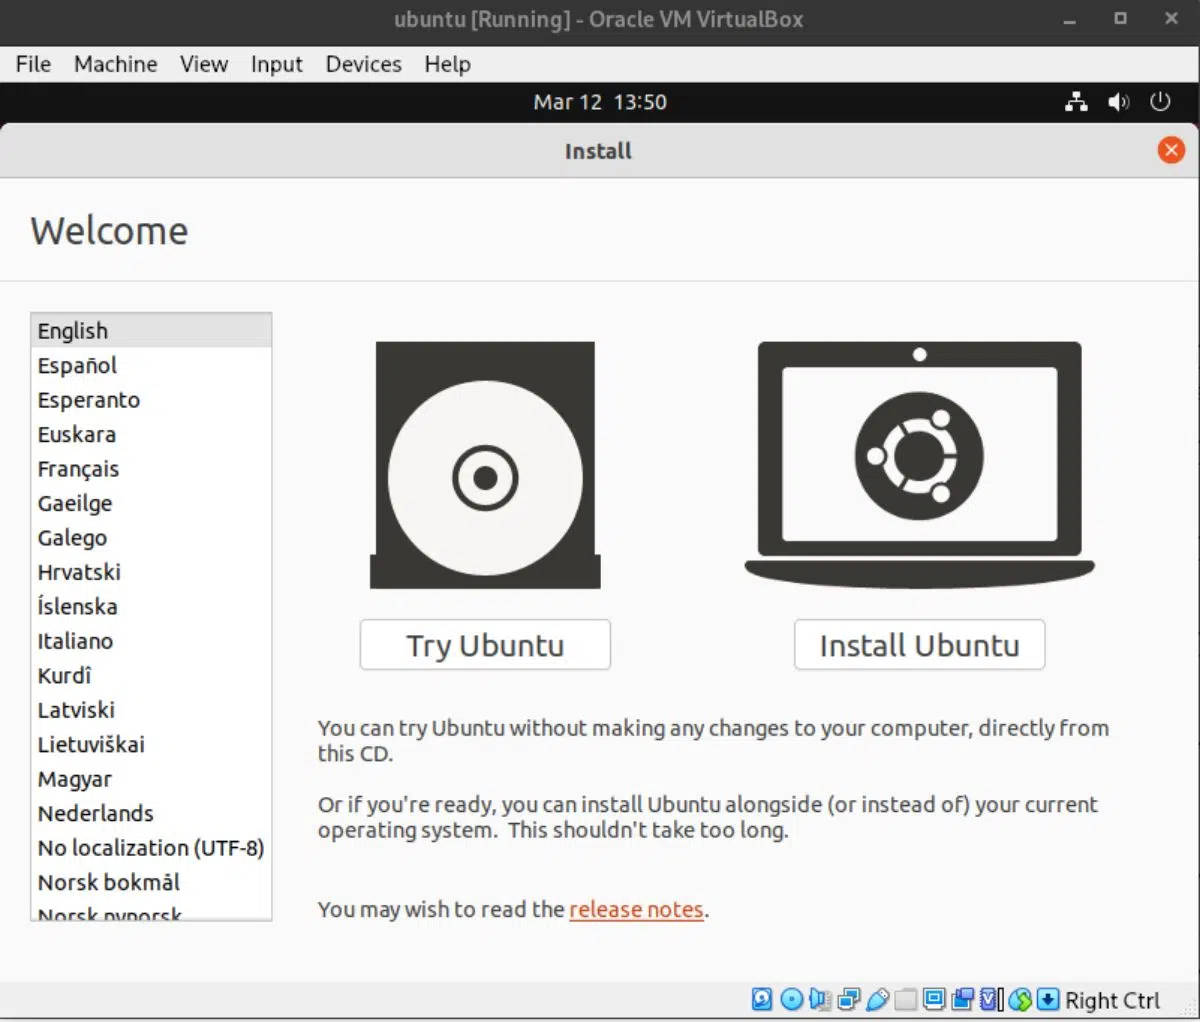 ubuntu [Running] - Oracle VM VirtualBox
File Machine View Input Devices Help
Mar 12 13:50
Install
Welcome
English
Español
Esperanto
Euskara
Français
Gaeilge
Galego
Hrvatski
Íslenska
Italiano
Kurdî
Latviski
Lietuviškai
Magyar
Nederlands
No localization (UTF-8)
Norsk bokmål
Norsk nynorsk
Try Ubuntu
Install Ubuntu
You can try Ubuntu without making any changes to your computer, directly from
this CD.
Or if you're ready, you can install Ubuntu alongside (or instead of) your current
operating system. This shouldn't take too long.
You may wish to read the release notes.
Right Ctrl